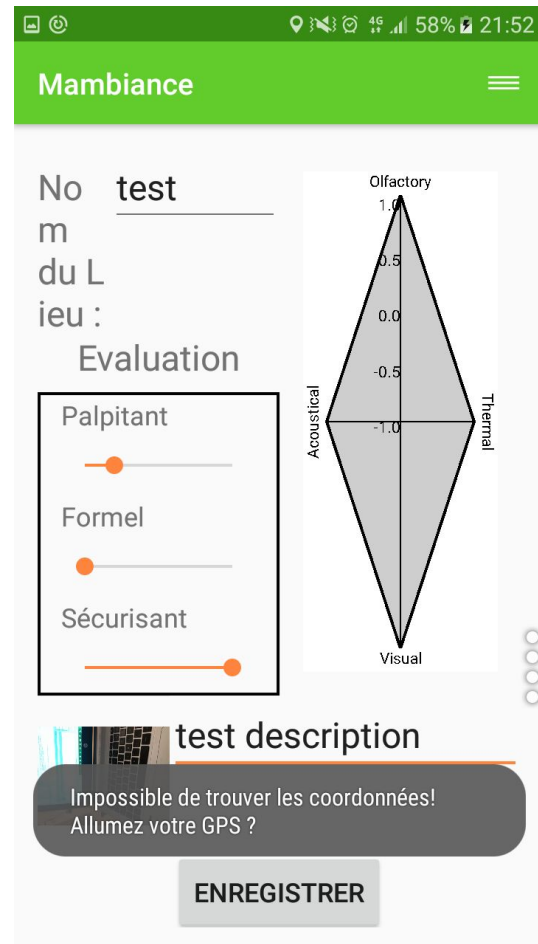 4G 58% 21:52
Mambiance
No
m
du L
ieu :
test
Evaluation
Palpitant
Formel
Sécurisant
Olfactory
1.0
0.5
0.0
-0.5
-1.0
Acoustical
Thermal
Visual
test description
Impossible de trouver les coordonnées!
Allumez votre GPS ?
ENREGISTRER